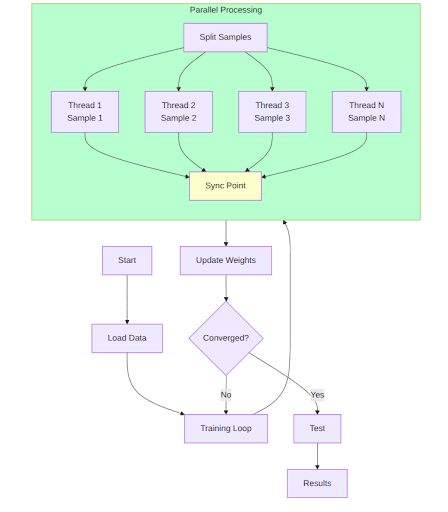 Parallel Processing
Split Samples
Thread 1
Sample 1
Thread 2
Sample 2
Thread 3
Sample 3
Thread N
Sample N
Sync Point
Start
Update Weights
Load Data
Converged?
No
Yes
Training Loop
Test
Results